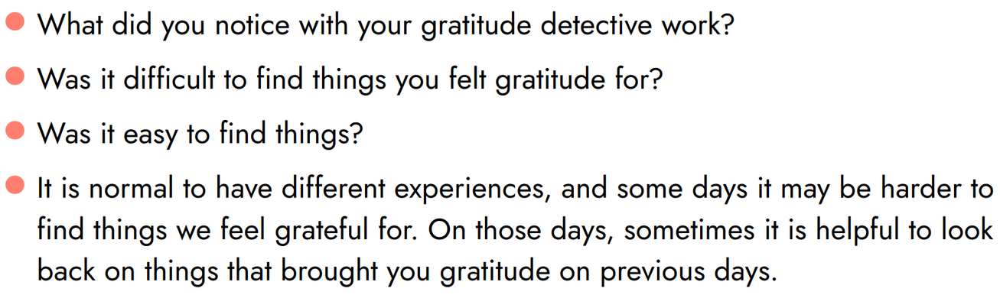 ● What did you notice with your gratitude detective work?
● Was it difficult to find things you felt gratitude for?
● Was it easy to find things?
● It is normal to have different experiences, and some days it may be harder to
find things we feel grateful for. On those days, sometimes it is helpful to look
back on things that brought you gratitude on previous days.